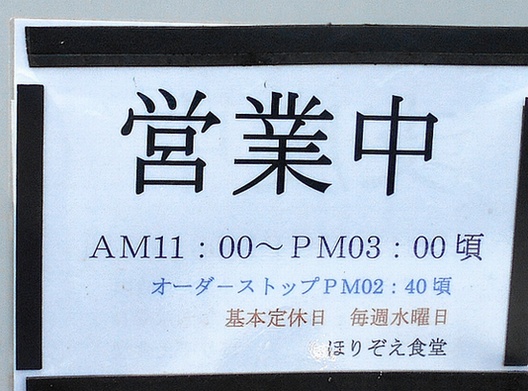 営業中
AM11：00～PM03：00頃
オーダーストップPM02：40頃
基本定休日　毎週水曜日
ほりぞえ食堂